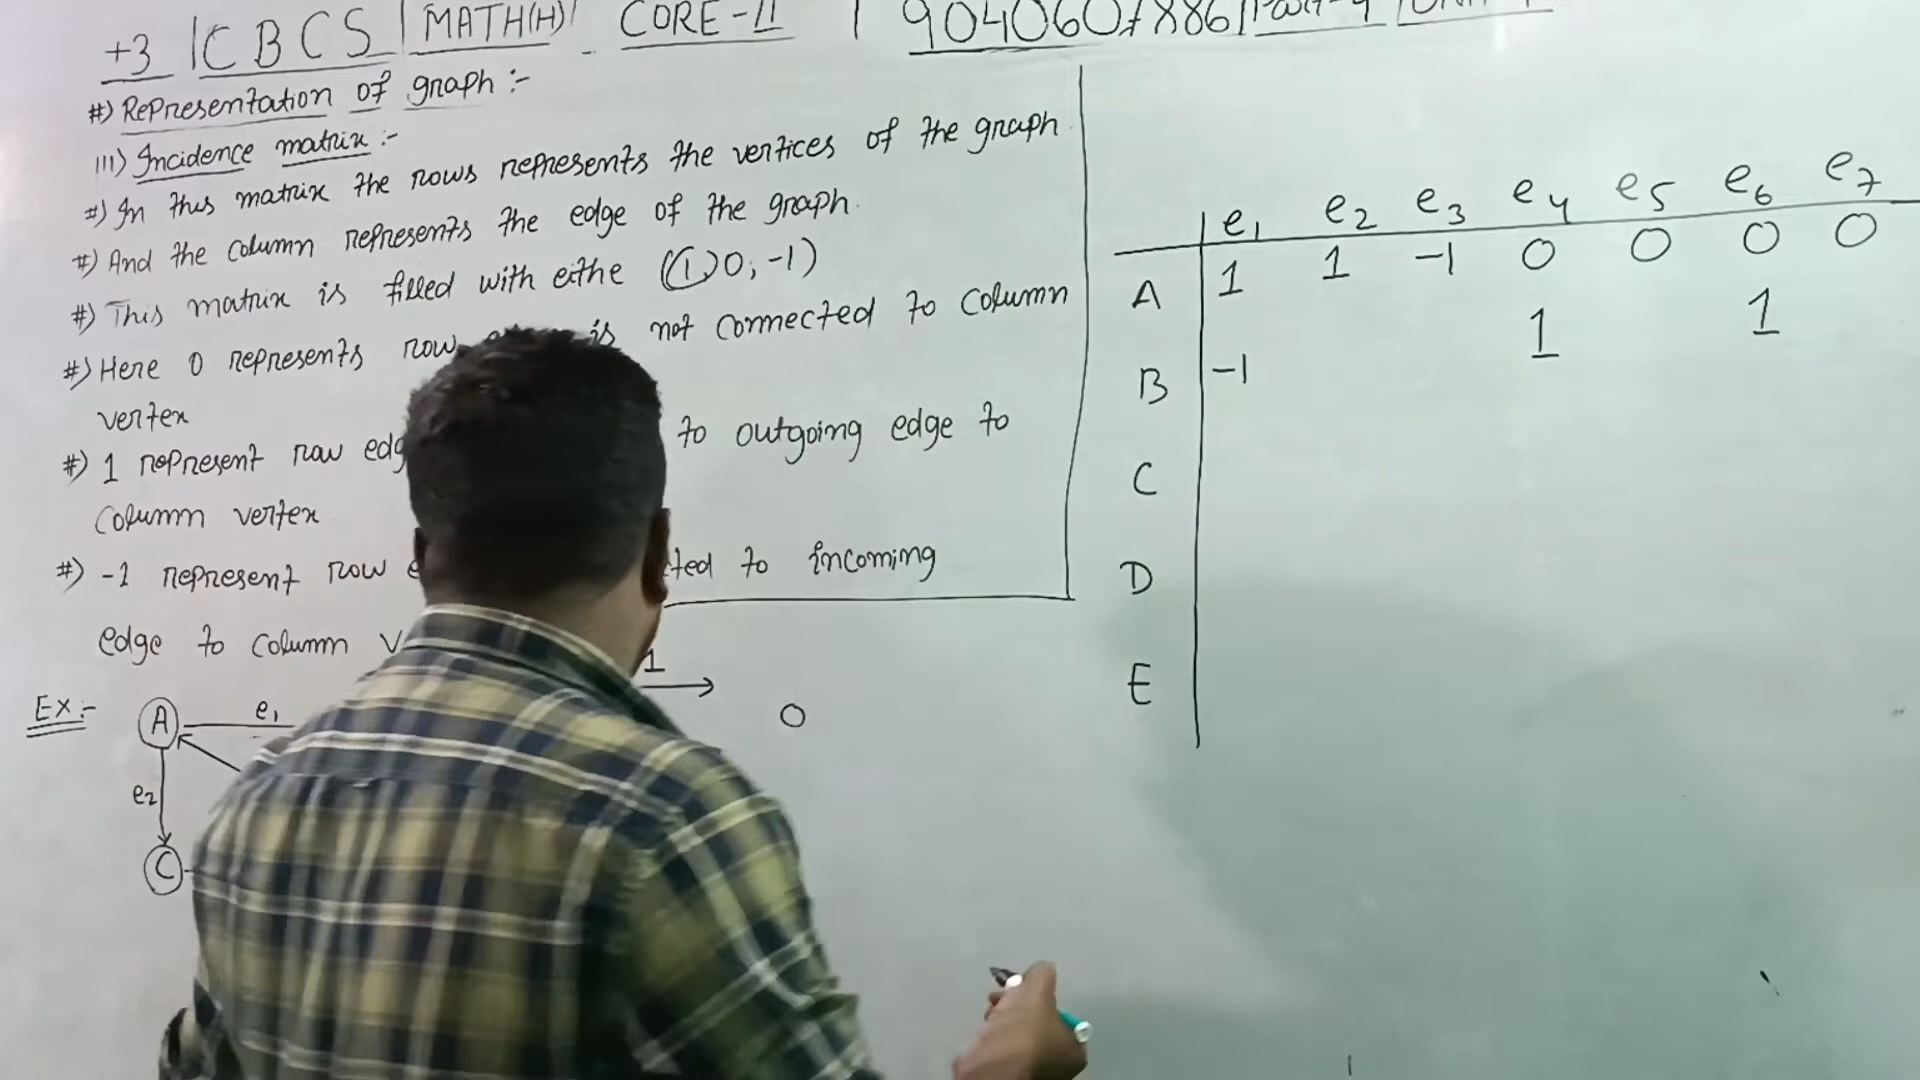 +3 | C B C S | MATH(H) CORE-II | 9040607886
#) Representation of graph :-
III) Incidence matrix :-
#) In this matrix the rows represents the vertices of the graph
#) And the column represents the edge of the graph.
#) This matrix is filled with eithe (1, 0, -1)
#) Here 0 represents row is not connected to column
vertex
#) 1 represent row to outgoing edge to
column vertex
#) -1 represent row to incoming
edge to column
EX:-
A e1
e2
C
1
0
e1 e2 e3 e4 e5 e6 e7
A 1 1 -1 0 0 0 0
B -1 1 1
C
D
E